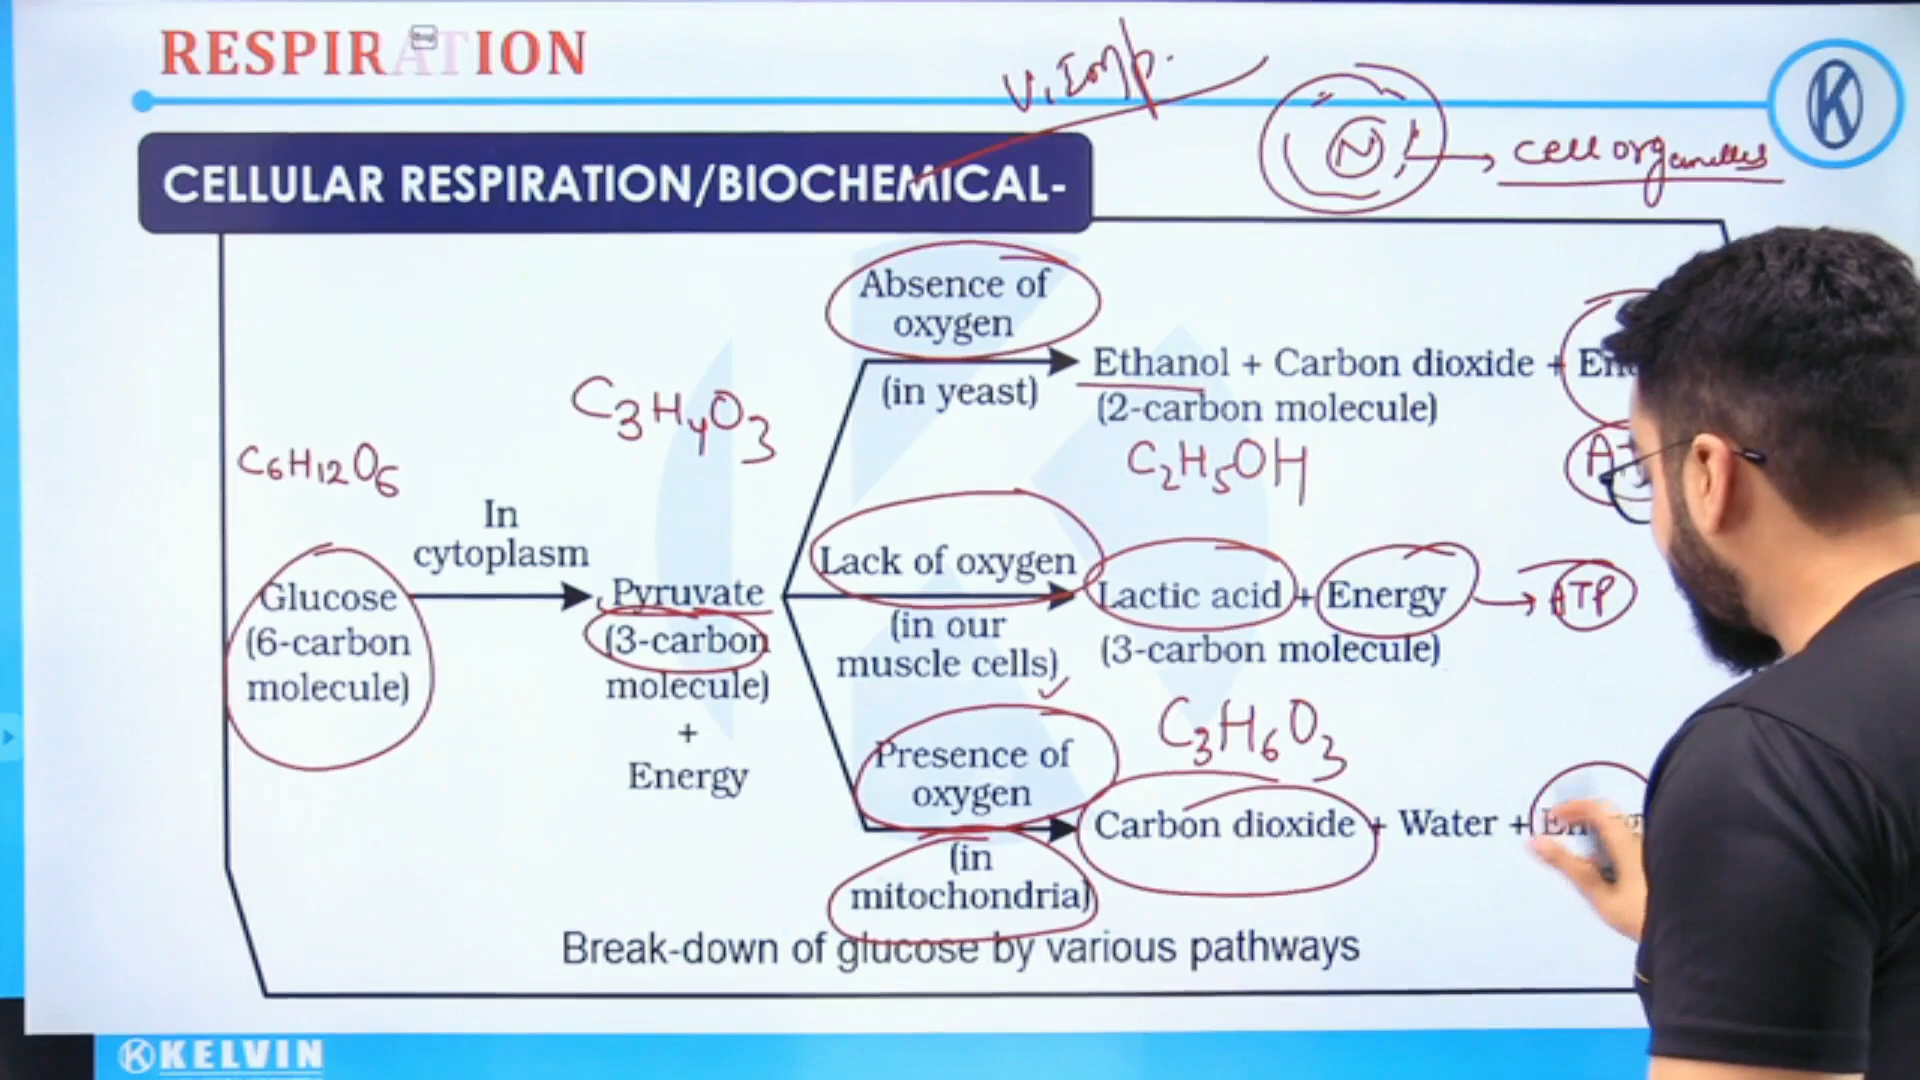 RESPIRATION
V. Imp.
N
cell organelles
CELLULAR RESPIRATION/BIOCHEMICAL-
Absence of
oxygen
(in yeast)
Ethanol + Carbon dioxide +
(2-carbon molecule)
C2H5OH
C3H4O3
C6H12O6
In
cytoplasm
Glucose
(6-carbon
molecule)
Pyruvate
(3-carbon
molecule)
+
Energy
Lack of oxygen
(in our
muscle cells)
Lactic acid + Energy
ATP
(3-carbon molecule)
C3H6O3
Presence of
oxygen
(in
mitochondria)
Carbon dioxide + Water +
Break-down of glucose by various pathways
K
KELVIN